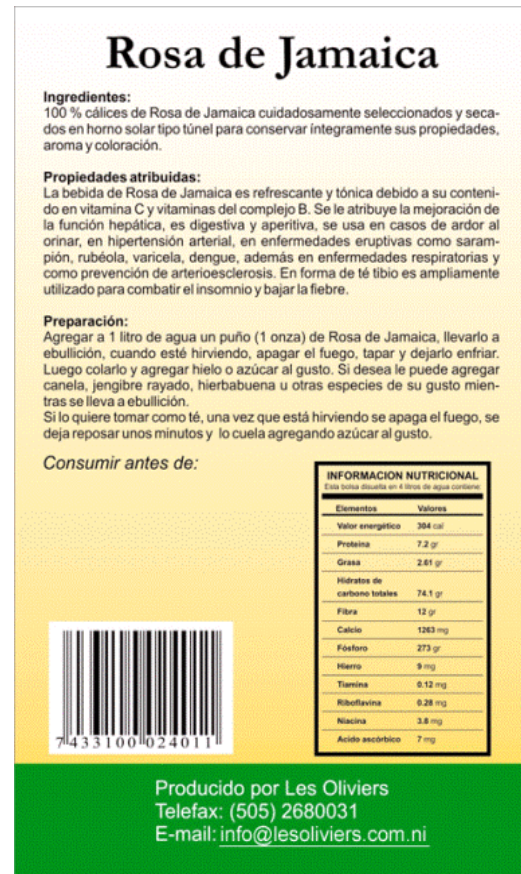 Rosa de Jamaica
Ingredientes:
100 % cálices de Rosa de Jamaica cuidadosamente seleccionados y seca-
dos en horno solar tipo túnel para conservar íntegramente sus propiedades,
aroma y coloración.
Propiedades atribuidas:
La bebida de Rosa de Jamaica es refrescante y tónica debido a su conteni-
do en vitamina C y vitaminas del complejo B. Se le atribuye la mejoración de
la función hepática, es digestiva y aperitiva, se usa en casos de ardor al
orinar, en hipertensión arterial, en enfermedades eruptivas como saram-
pión, rubéola, varicela, dengue, además en enfermedades respiratorias y
como prevención de arterioesclerosis. En forma de té tibio es ampliamente
utilizado para combatir el insomnio y bajar la fiebre.
Preparación:
Agregar a 1 litro de agua un puño (1 onza) de Rosa de Jamaica, llevarlo a
ebullición, cuando esté hirviendo, apagar el fuego, tapar y dejarlo enfriar.
Luego colarlo y agregar hielo o azúcar al gusto. Si desea le puede agregar
canela, jengibre rayado, hierbabuena u otras especies de su gusto mien-
tras se lleva a ebullición.
Si lo quiere tomar como té, una vez que está hirviendo se apaga el fuego, se
deja reposar unos minutos y lo cuela agregando azúcar al gusto.
Consumir antes de:
INFORMACION NUTRICIONAL
Esta bolsa disuelta en 4 litros de agua contiene:
Elementos Valores
Valor energético 304 cal
Proteína 7.2 gr
Grasa 2.61 gr
Hidratos de
carbono totales 74.1 gr
Fibra 12 gr
Calcio 1263 mg
Fósforo 273 gr
Hierro 9 mg
Tiamina 0.12 mg
Riboflavina 0.28 mg
Niacina 3.8 mg
Acido ascórbico 7 mg
7 433100 024011
Producido por Les Oliviers
Telefax: (505) 2680031
E-mail: info@lesoliviers.com.ni